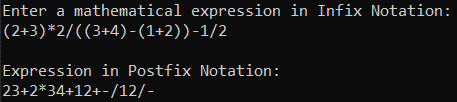 Enter a mathematical expression in Infix Notation:
(2+3)*2/((3+4)-(1+2))-1/2
Expression in Postfix Notation:
23+2*34+12+-/12/-